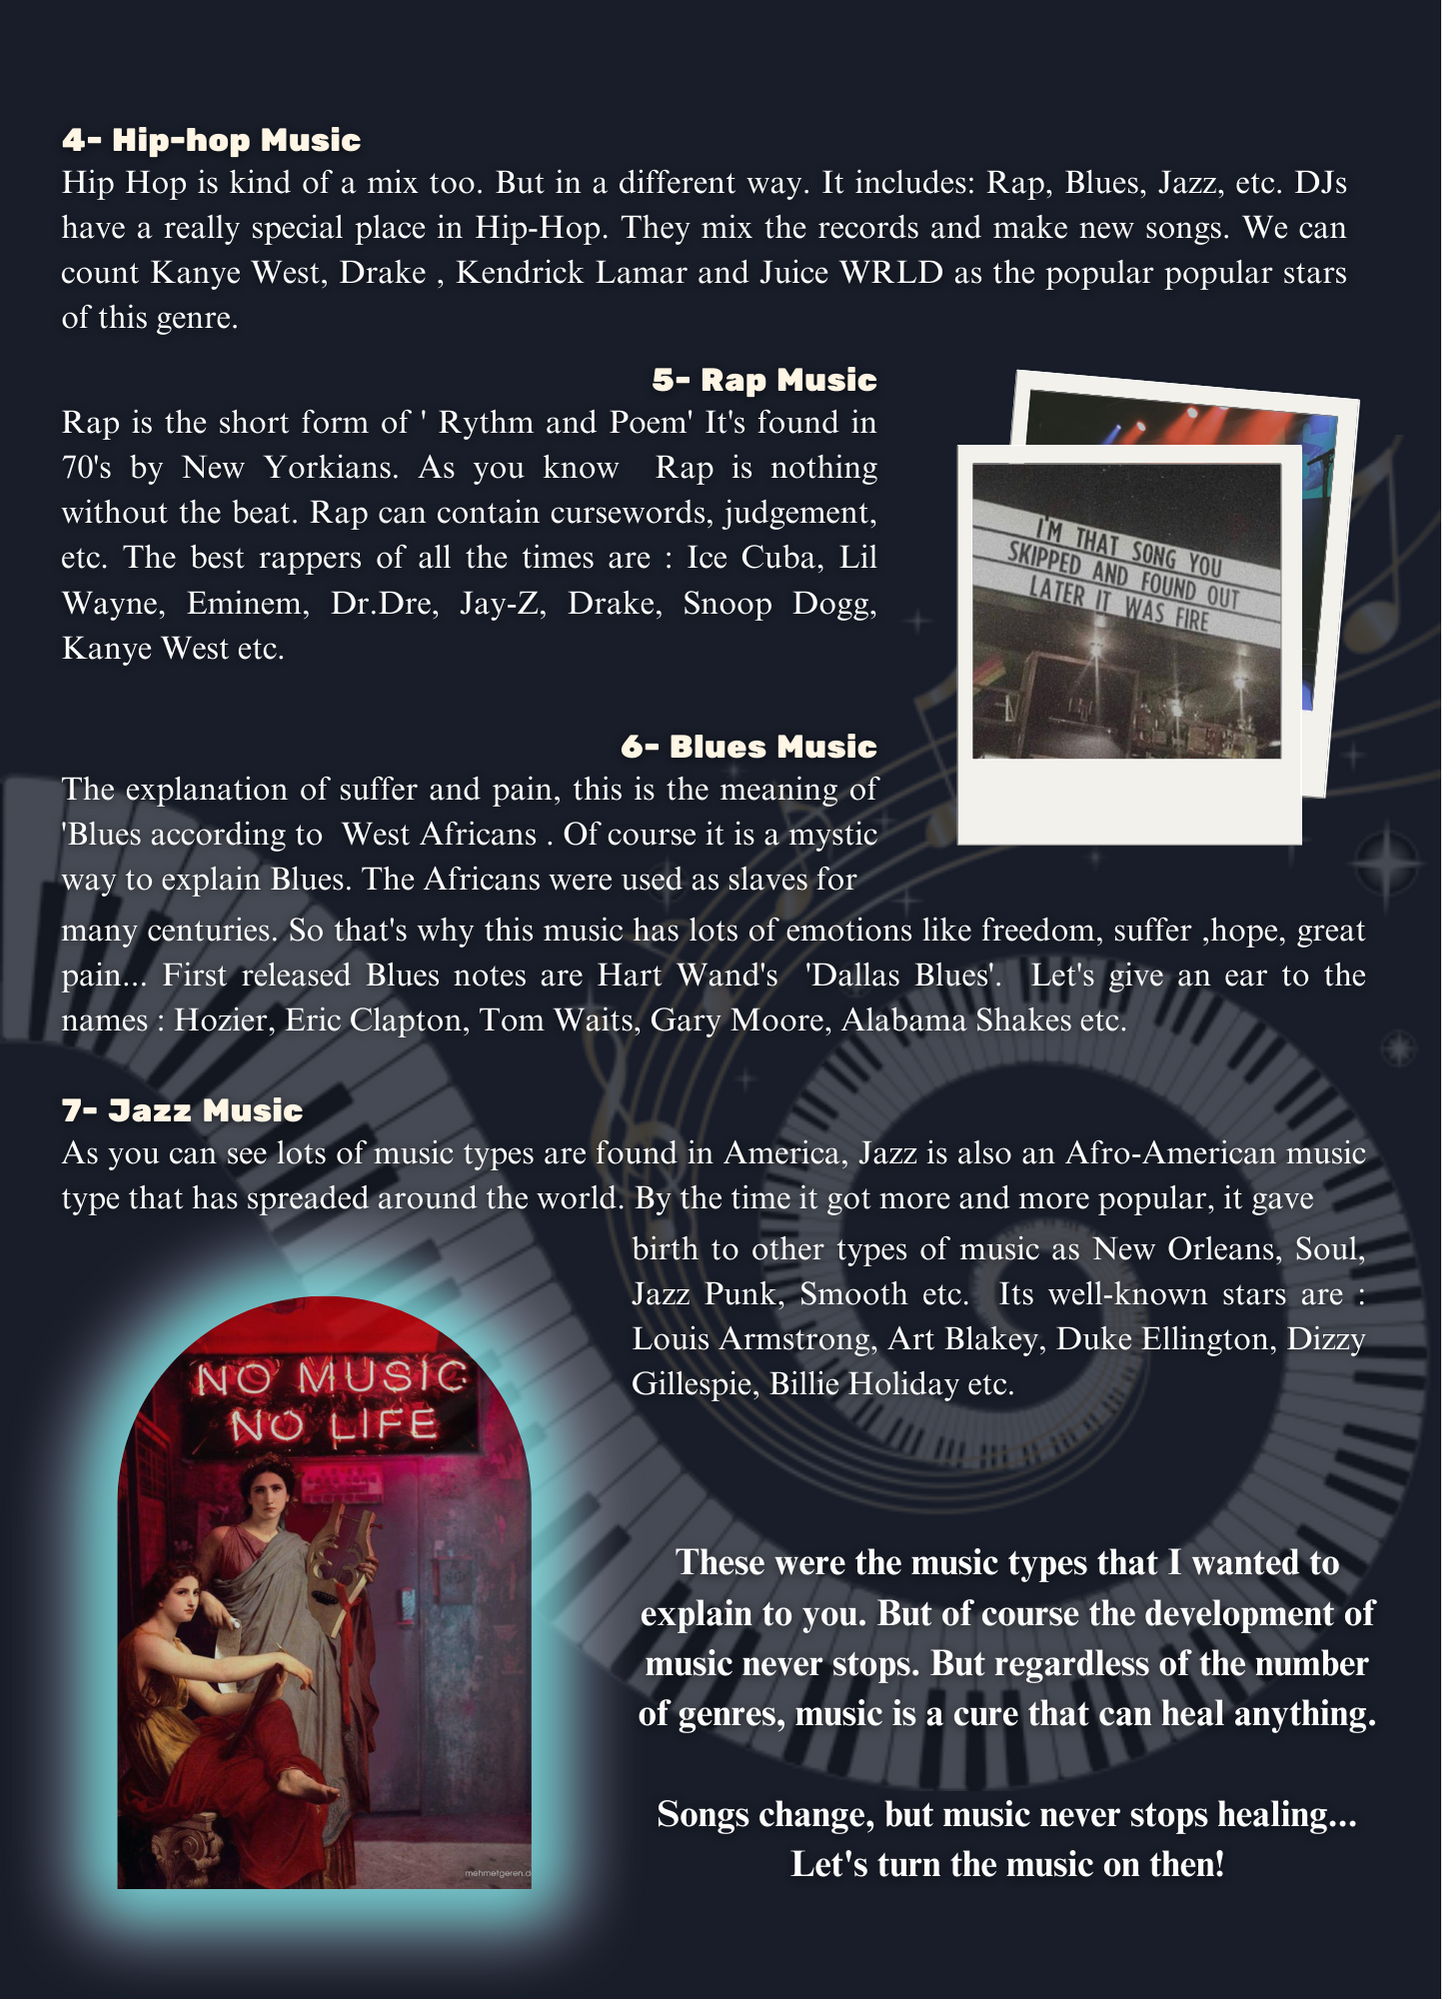 4- Hip-hop Music
Hip Hop is kind of a mix too. But in a different way. It includes: Rap, Blues, Jazz, etc. DJs
have a really special place in Hip-Hop. They mix the records and make new songs. We can
count Kanye West, Drake , Kendrick Lamar and Juice WRLD as the popular popular stars
of this genre.
5- Rap Music
Rap is the short form of ' Rythm and Poem' It's found in
70's by New Yorkians. As you know  Rap is nothing
without the beat. Rap can contain cursewords, judgement,
etc. The best rappers of all the times are : Ice Cuba, Lil
Wayne, Eminem, Dr.Dre, Jay-Z, Drake, Snoop Dogg,
Kanye West etc.
I'M THAT SONG YOU
SKIPPED AND FOUND OUT
LATER IT WAS FIRE
6- Blues Music
The explanation of suffer and pain, this is the meaning of
'Blues according to  West Africans . Of course it is a mystic
way to explain Blues. The Africans were used as slaves for
many centuries. So that's why this music has lots of emotions like freedom, suffer ,hope, great
pain... First released Blues notes are Hart Wand's  'Dallas Blues'.  Let's give an ear to the
names : Hozier, Eric Clapton, Tom Waits, Gary Moore, Alabama Shakes etc.
7- Jazz Music
As you can see lots of music types are found in America, Jazz is also an Afro-American music
type that has spreaded around the world. By the time it got more and more popular, it gave
birth to other types of music as New Orleans, Soul,
Jazz Punk, Smooth etc.  Its well-known stars are :
Louis Armstrong, Art Blakey, Duke Ellington, Dizzy
Gillespie, Billie Holiday etc.
NO MUSIC
NO LIFE
mehmetgeren.d
These were the music types that I wanted to
explain to you. But of course the development of
music never stops. But regardless of the number
of genres, music is a cure that can heal anything.
Songs change, but music never stops healing...
Let's turn the music on then!